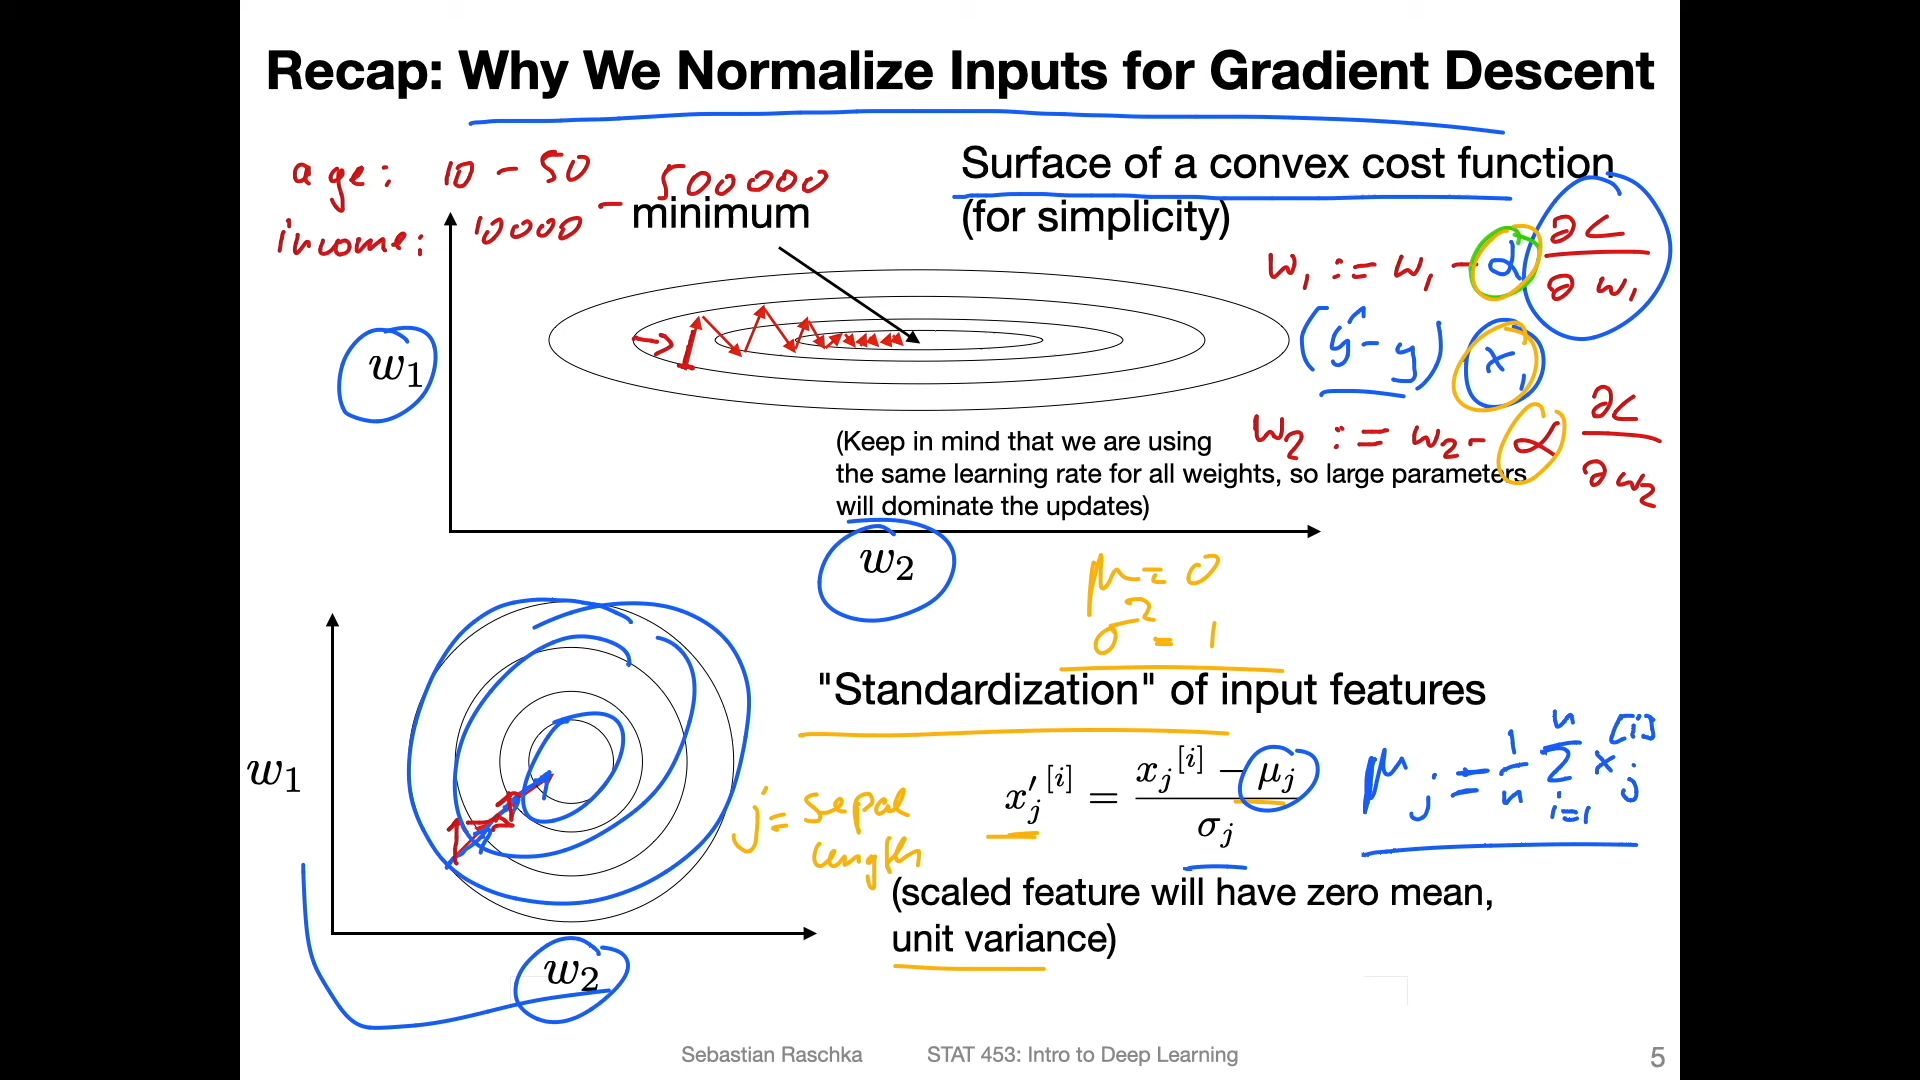 Recap: Why We Normalize Inputs for Gradient Descent
age: 10 - 50
income: 10000 - 500000
minimum
Surface of a convex cost function
(for simplicity)
w₁ := w₁ - α ∂C/∂w₁
(ŷ - y) x₁
w₂ := w₂ - α ∂C/∂w₂
w₁
(Keep in mind that we are using
the same learning rate for all weights, so large parameters
will dominate the updates)
w₂
μ = 0
σ² = 1
"Standardization" of input features
x'ⱼ^[i] = (xⱼ^[i] - μⱼ) / σⱼ
μⱼ = 1/n Σ_{i=1}^{n} xⱼ^[i]
j = sepal
length
(scaled feature will have zero mean,
unit variance)
w₁
w₂
Sebastian Raschka STAT 453: Intro to Deep Learning 5